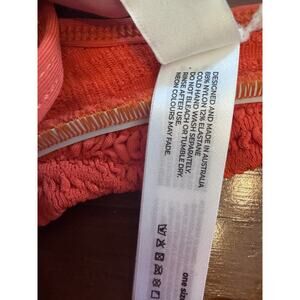 DESIGNED AND MADE IN AUSTRALIA
88% NYLON 12% ELASTANE
COLD HAND WASH SEPARATELY.
DO NOT BLEACH OR TUMBLE DRY.
RINSE AFTER USE.
NEON COLOURS MAY FADE.
one size